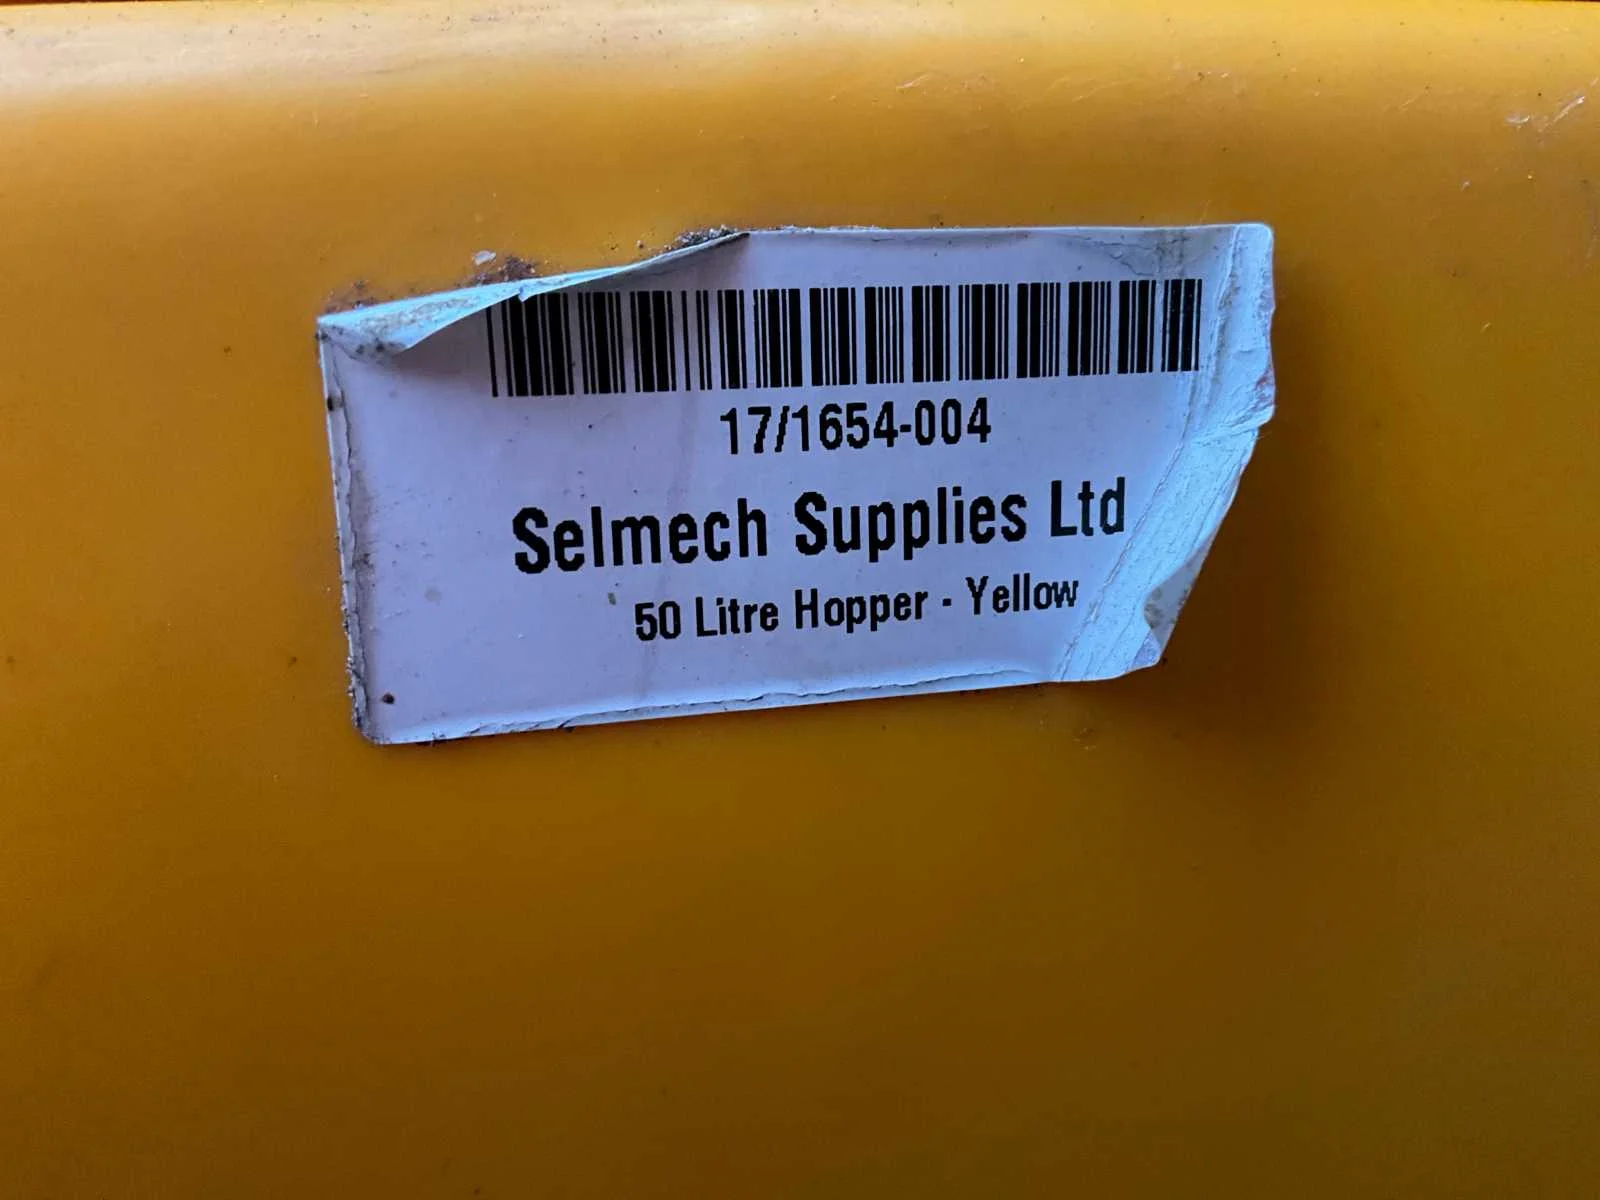 17/1654-004
Selmech Supplies Ltd
50 Litre Hopper - Yellow